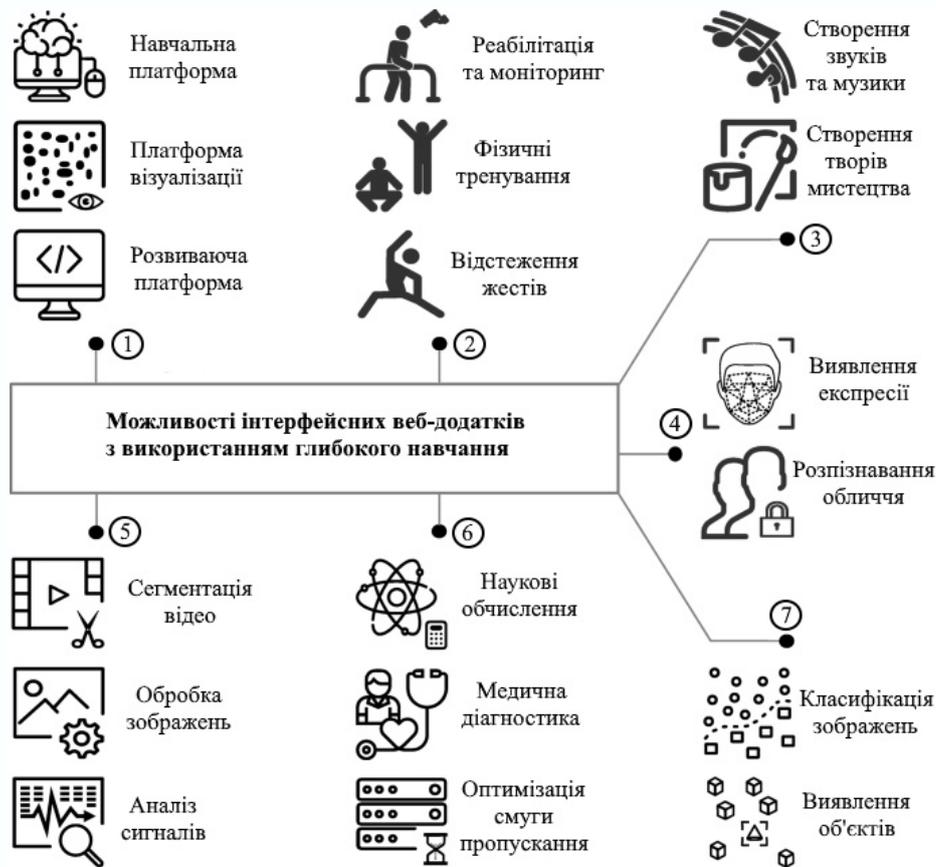 Навчальна
платформа
Платформа
візуалізації
Розвиваюча
платформа
1
Реабілітація
та моніторинг
Фізичні
тренування
Відстеження
жестів
2
Створення
звуків
та музики
Створення
творів
мистецтва
3
Можливості інтерфейсних веб-додатків
з використанням глибокого навчання
4
Виявлення
експресії
Розпізнавання
обличчя
5
Сегментація
відео
Обробка
зображень
Аналіз
сигналів
6
Наукові
обчислення
Медична
діагностика
Оптимізація
смуги
пропускання
7
Класифікація
зображень
Виявлення
об'єктів